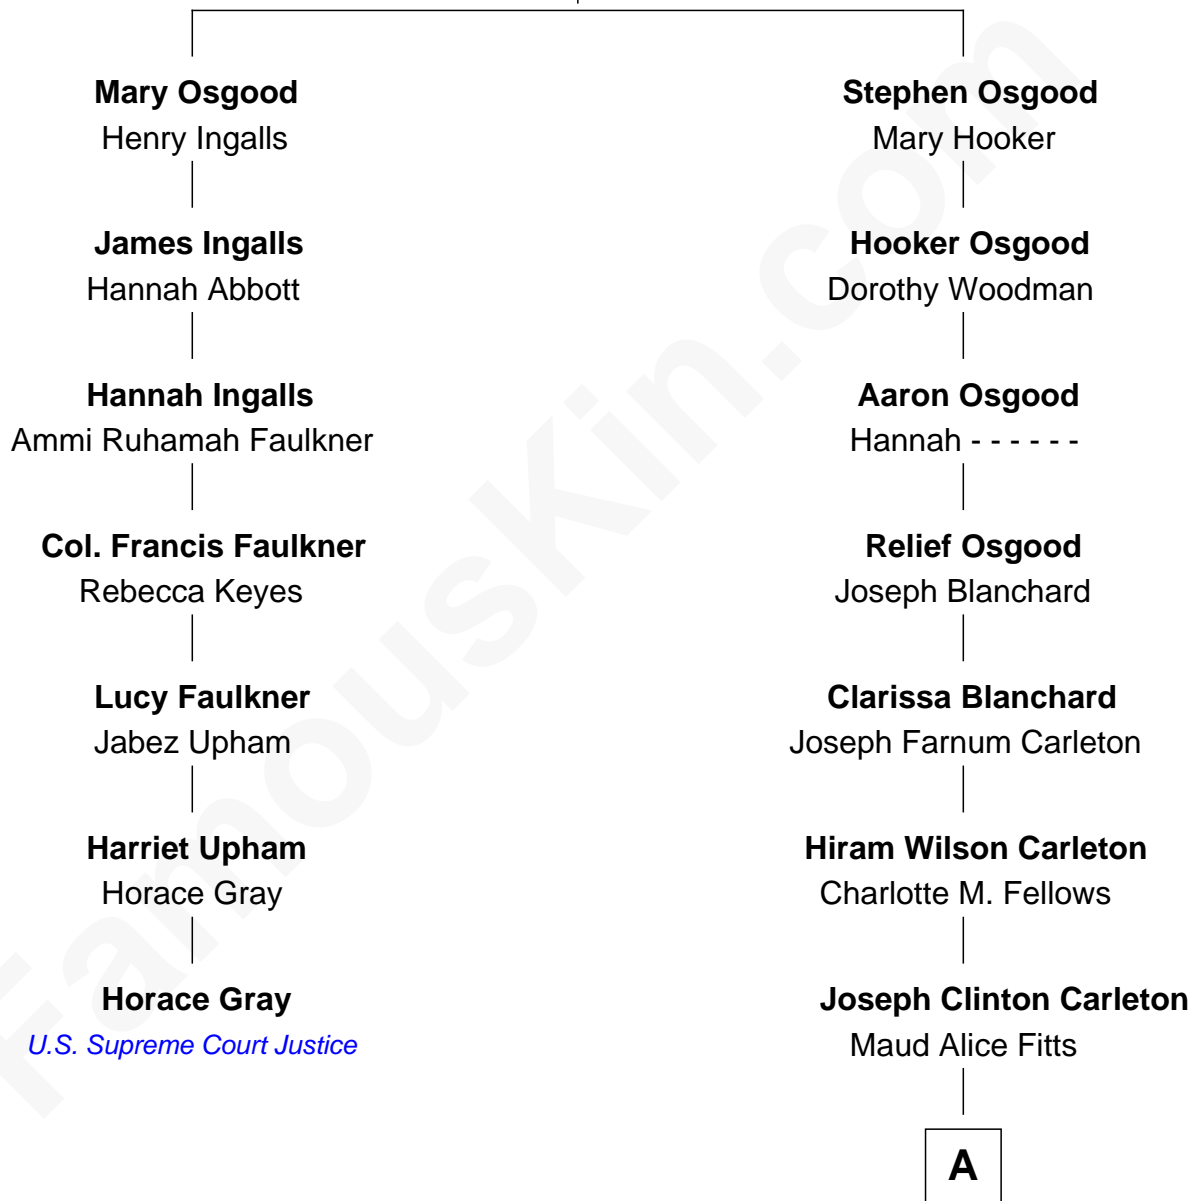 Mary Osgood
Henry Ingalls
James Ingalls
Hannah Abbott
Hannah Ingalls
Ammi Ruhamah Faulkner
Col. Francis Faulkner
Rebecca Keyes
Lucy Faulkner
Jabez Upham
Harriet Upham
Horace Gray
Horace Gray
U.S. Supreme Court Justice
Stephen Osgood
Mary Hooker
Hooker Osgood
Dorothy Woodman
Aaron Osgood
Hannah - - - - - -
Relief Osgood
Joseph Blanchard
Clarissa Blanchard
Joseph Farnum Carleton
Hiram Wilson Carleton
Charlotte M. Fellows
Joseph Clinton Carleton
Maud Alice Fitts
A
FamousKin.com